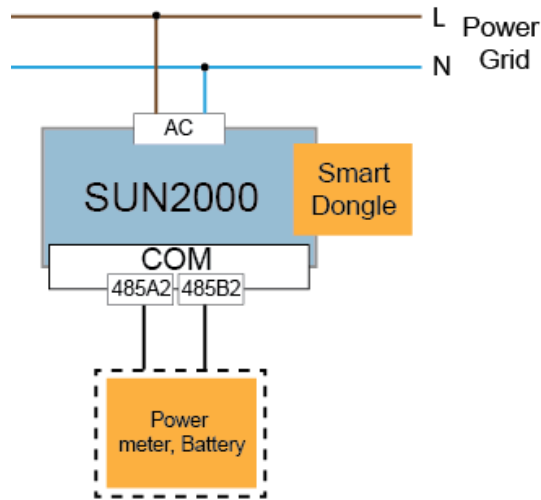 L
Power
Grid
N
AC
SUN2000
Smart
Dongle
COM
485A2
485B2
Power
meter, Battery